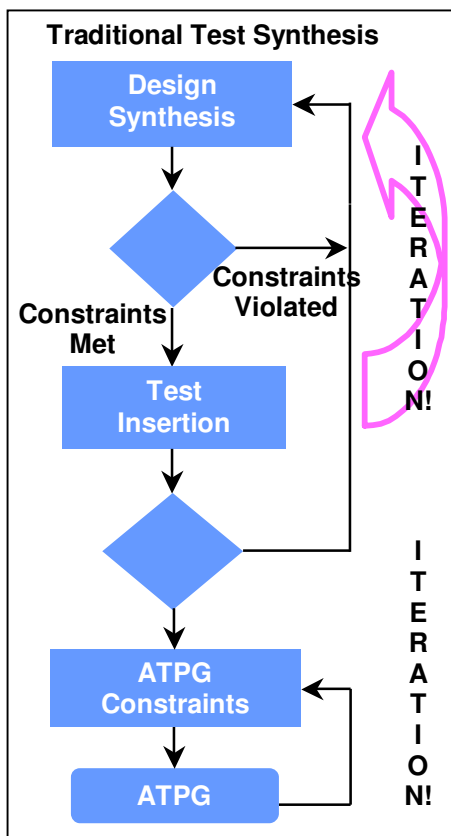 Traditional Test Synthesis
Design
Synthesis
Constraints
Violated
Constraints
Met
Test
Insertion
ATPG
Constraints
ATPG
I
T
E
R
A
T
I
O
N!
I
T
E
R
A
T
I
O
N!